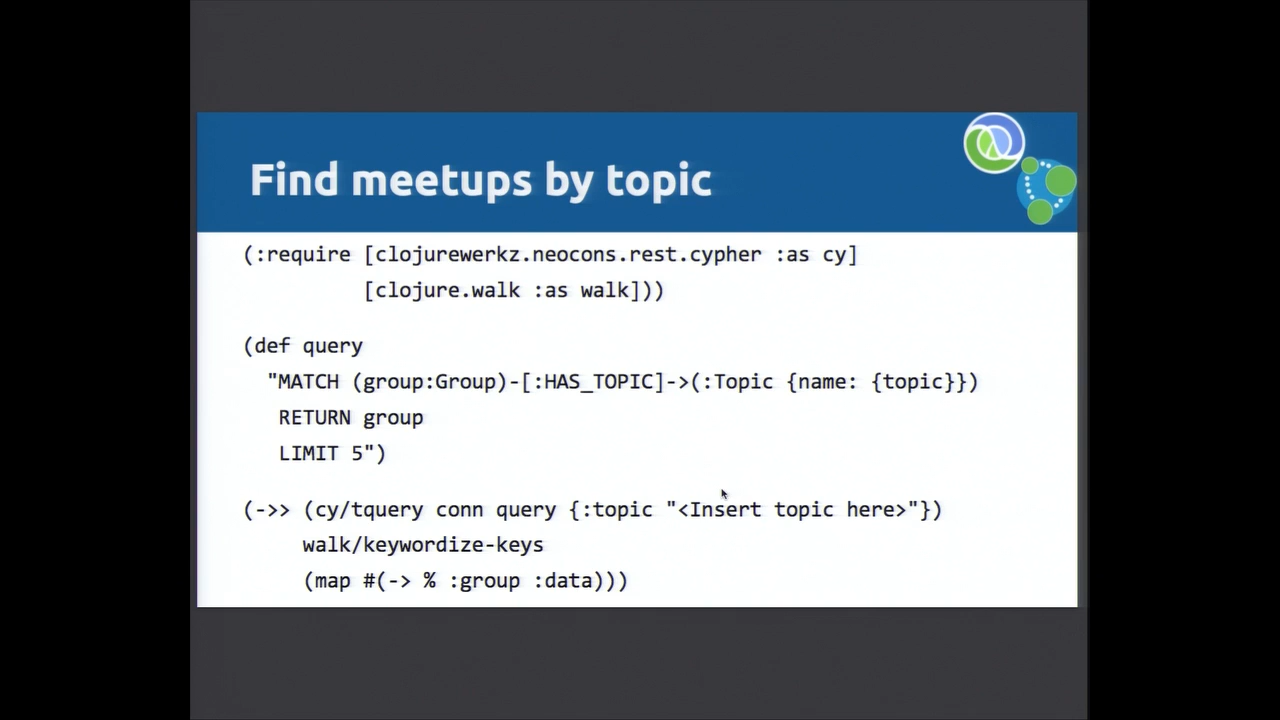 Find meetups by topic
(:require [clojurewerkz.neocons.rest.cypher :as cy]
[clojure.walk :as walk]))
(def query
"MATCH (group:Group)-[:HAS_TOPIC]->(:Topic {name: {topic}})
RETURN group
LIMIT 5")
(->> (cy/tquery conn query {:topic "<Insert topic here>"})
walk/keywordize-keys
(map #(-> % :group :data)))